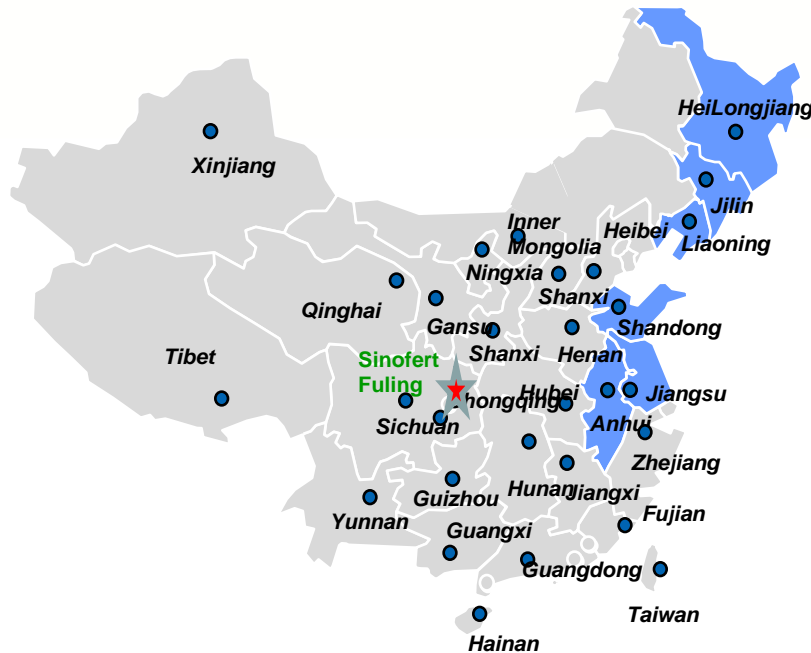 HeiLongjiang
Xinjiang
Jilin
Inner
Mongolia
Heibei
Liaoning
Ningxia
Qinghai
Shanxi
Gansu
Shandong
Shanxi
Henan
Tibet
Sinofert
Fuling
Hubei
hongqing
Jiangsu
Sichuan
Anhui
Zhejiang
Guizhou
Hunan
Jiangxi
Yunnan
Fujian
Guangxi
Guangdong
Taiwan
Hainan